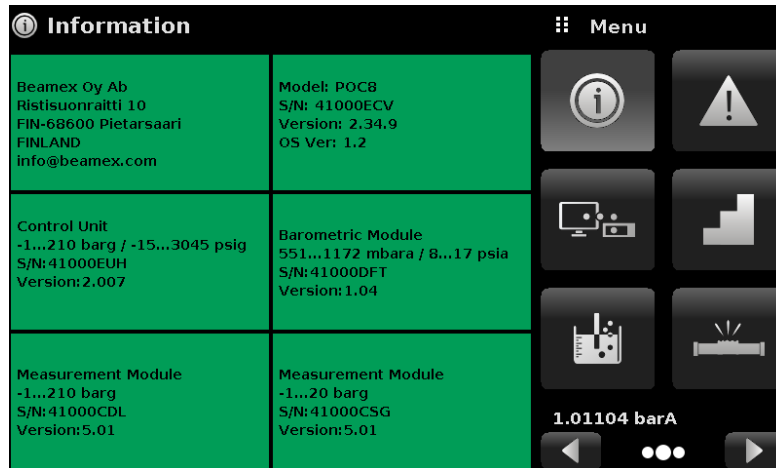 Information
Menu
Beamex Oy Ab
Ristisuonraitti 10
FIN-68600 Pietarsaari
FINLAND
info@beamex.com
Model: POC8
S/N: 41000ECV
Version: 2.34.9
OS Ver: 1.2
Control Unit
-1...210 barg / -15...3045 psig
S/N:41000EUH
Version:2.007
Barometric Module
551...1172 mbara / 8...17 psia
S/N:41000DFT
Version:1.04
Measurement Module
-1...210 barg
S/N:41000CDL
Version:5.01
Measurement Module
-1...20 barg
S/N:41000CSG
Version:5.01
1.01104 barA